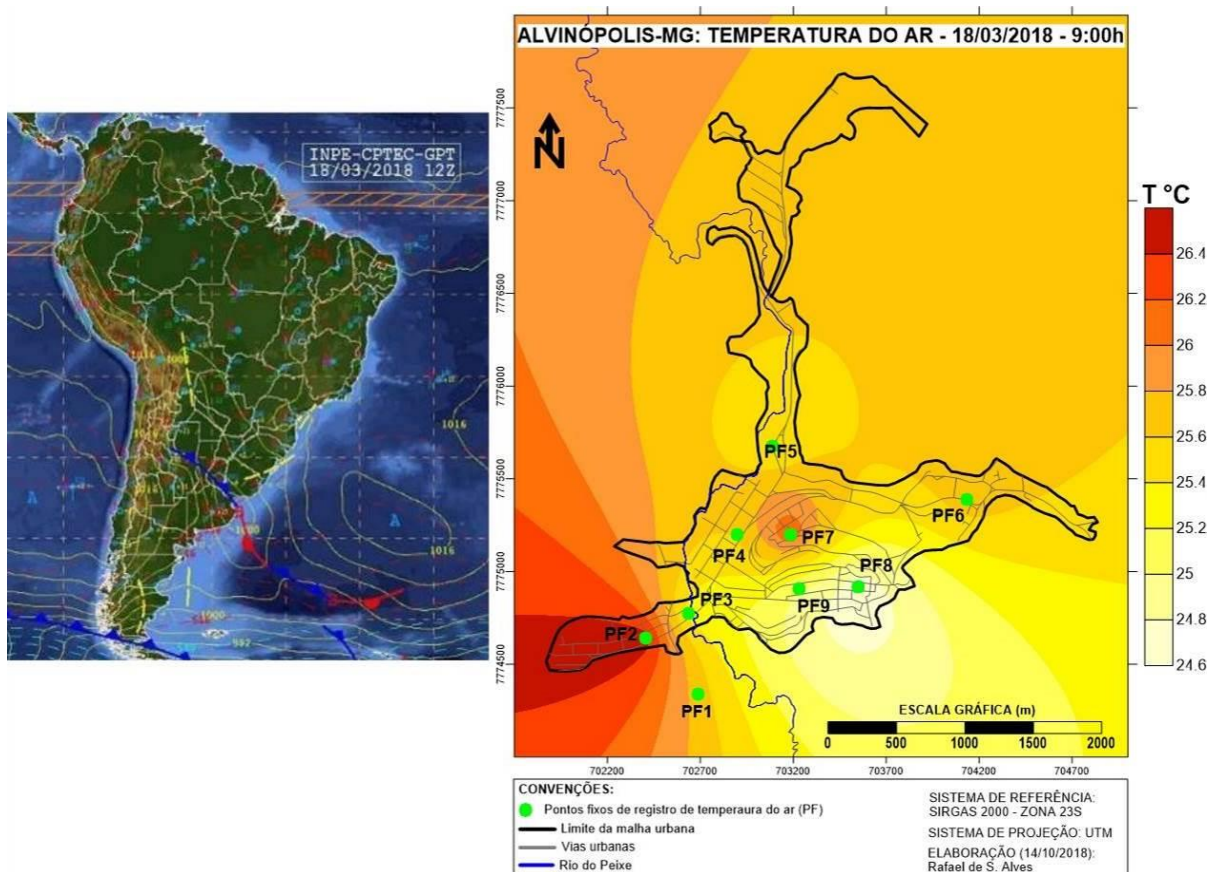 INPE-CPTEC-GPT
18/03/2018 12Z
1016
1016
1016
A
A
1000
992
ALVINÓPOLIS-MG: TEMPERATURA DO AR - 18/03/2018 - 9:00h
N
7777500
7777000
7776500
7776000
7775500
7775000
7774500
PF5
PF6
PF4
PF7
PF8
PF9
PF3
PF2
PF1
ESCALA GRÁFICA (m)
0 500 1000 1500 2000
702200 702700 703200 703700 704200 704700
T °C
26.4
26.2
26
25.8
25.6
25.4
25.2
25
24.8
24.6
CONVENÇÕES:
Pontos fixos de registro de temperaura do ar (PF)
Limite da malha urbana
Vias urbanas
Rio do Peixe
SISTEMA DE REFERÊNCIA:
SIRGAS 2000 - ZONA 23S
SISTEMA DE PROJEÇÃO: UTM
ELABORAÇÃO (14/10/2018):
Rafael de S. Alves